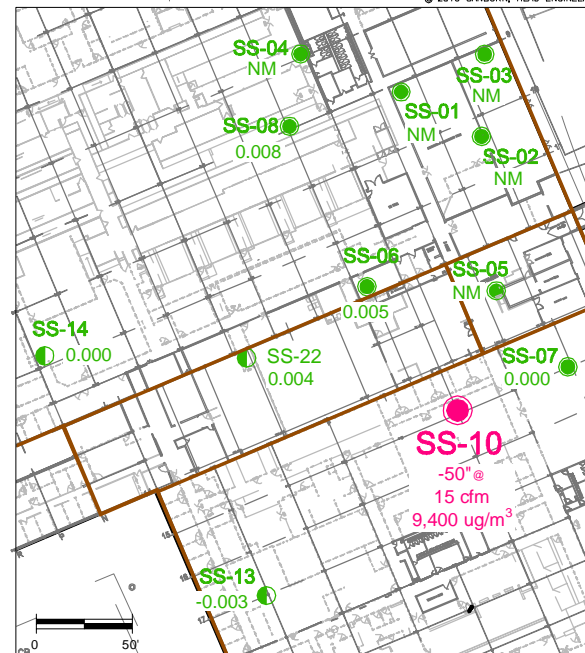 SS-04
NM
SS-03
NM
SS-01
NM
SS-08
0.008
SS-02
NM
SS-06
0.005
SS-05
NM
SS-14
0.000
SS-22
0.004
SS-07
0.000
SS-10
-50" @
15 cfm
9,400 ug/m³
SS-13
-0.003
0
50'